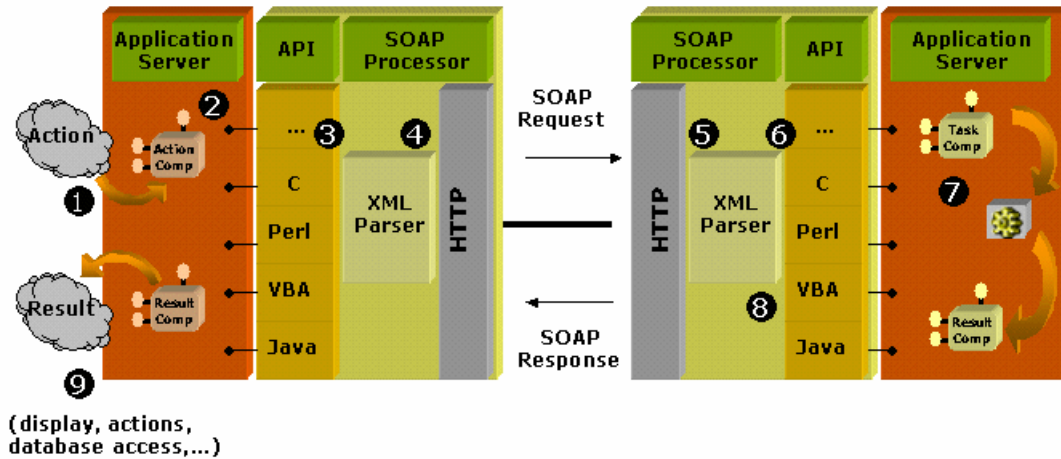 Application
Server
API
SOAP
Processor
SOAP
Processor
API
Application
Server
Action
2
Action
Comp
1
...
3
4
C
XML
Parser
Perl
VBA
Java
HTTP
SOAP
Request
SOAP
Response
HTTP
5
6
...
XML
Parser
C
Perl
8
VBA
Java
Task
Comp
7
Result
Comp
Result
Result
Comp
9
(display, actions,
database access,...)